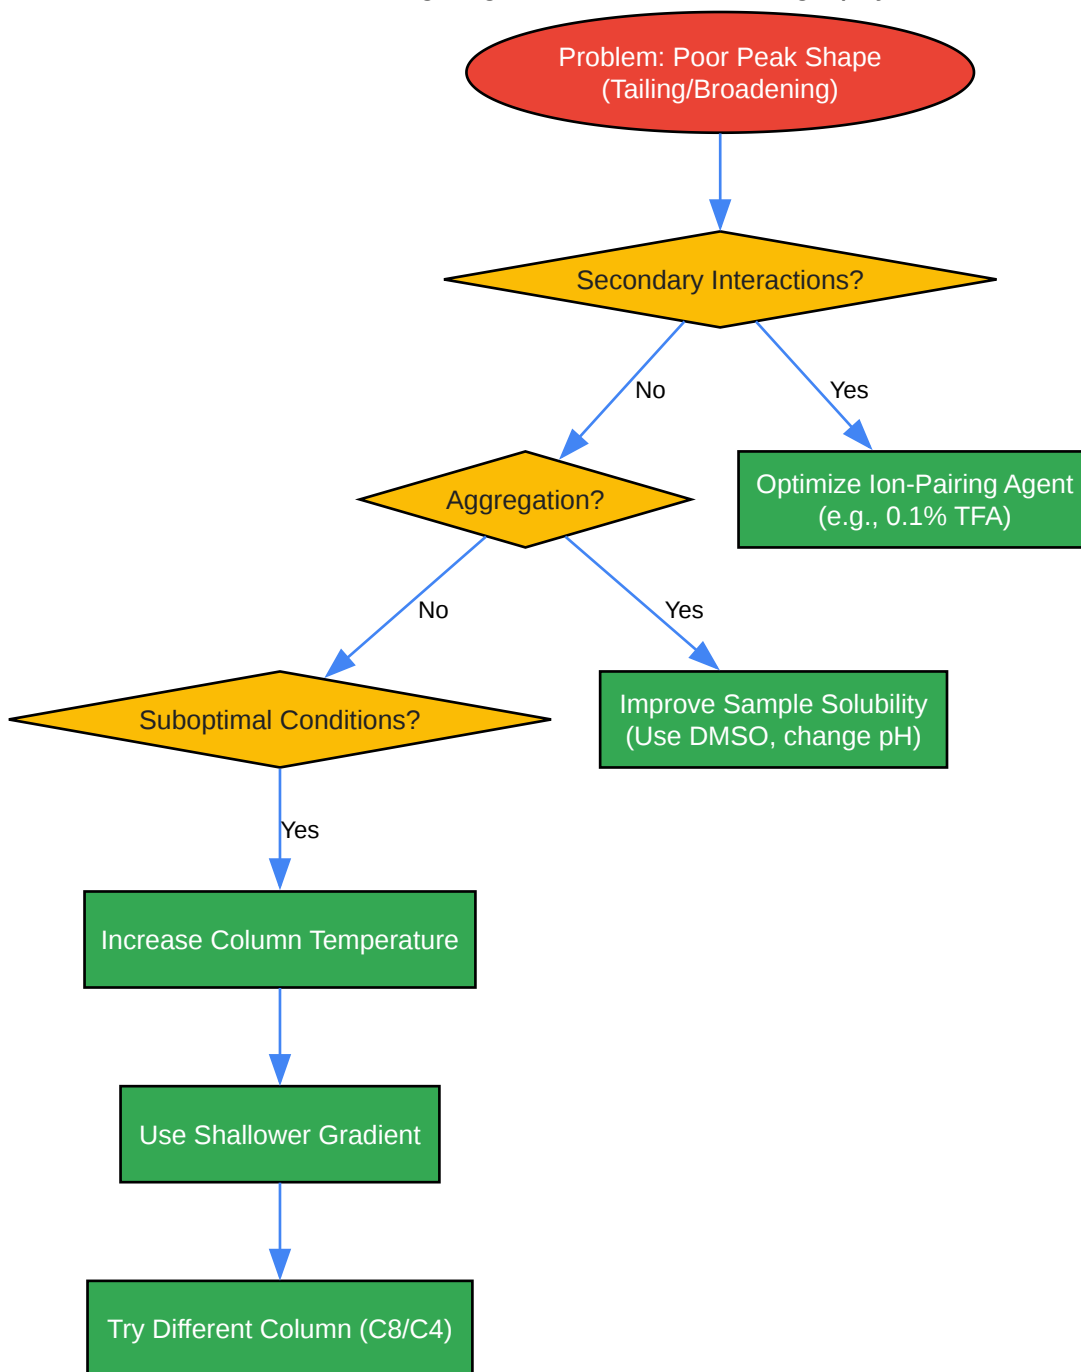 Problem: Poor Peak Shape
(Tailing/Broadening)
Secondary Interactions?
No
Yes
Aggregation?
Optimize Ion-Pairing Agent
(e.g., 0.1% TFA)
No
Yes
Suboptimal Conditions?
Improve Sample Solubility
(Use DMSO, change pH)
Yes
Increase Column Temperature
Use Shallower Gradient
Try Different Column (C8/C4)